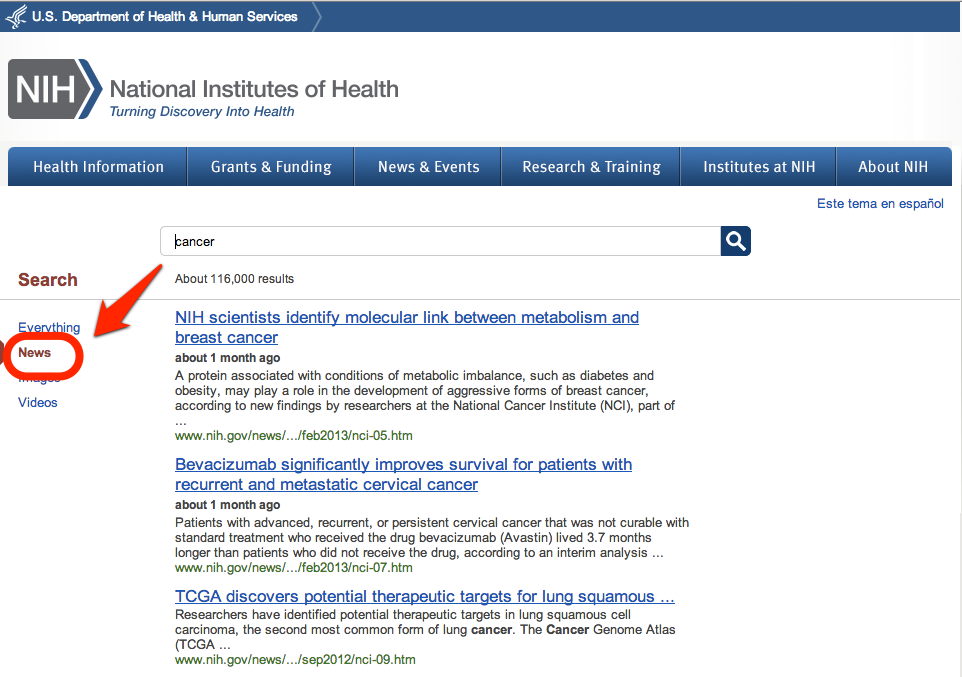 U.S. Department of Health & Human Services
NIH National Institutes of Health
Turning Discovery Into Health
Health Information Grants & Funding News & Events Research & Training Institutes at NIH About NIH
Este tema en español
cancer
Search
About 116,000 results
Everything
News
Images
Videos
NIH scientists identify molecular link between metabolism and
breast cancer
about 1 month ago
A protein associated with conditions of metabolic imbalance, such as diabetes and
obesity, may play a role in the development of aggressive forms of breast cancer,
according to new findings by researchers at the National Cancer Institute (NCI), part of
...
www.nih.gov/news/.../feb2013/nci-05.htm
Bevacizumab significantly improves survival for patients with
recurrent and metastatic cervical cancer
about 1 month ago
Patients with advanced, recurrent, or persistent cervical cancer that was not curable with
standard treatment who received the drug bevacizumab (Avastin) lived 3.7 months
longer than patients who did not receive the drug, according to an interim analysis ...
www.nih.gov/news/.../feb2013/nci-07.htm
TCGA discovers potential therapeutic targets for lung squamous ...
Researchers have identified potential therapeutic targets in lung squamous cell
carcinoma, the second most common form of lung cancer. The Cancer Genome Atlas
(TCGA ...
www.nih.gov/news/.../sep2012/nci-09.htm